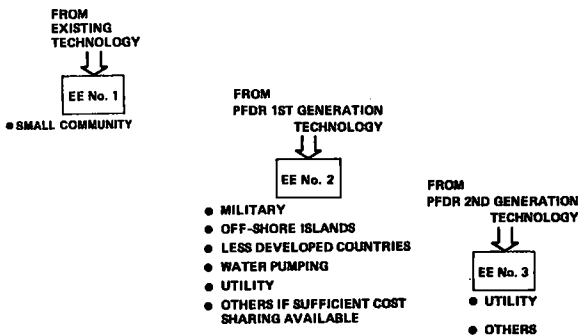 FROM
EXISTING
TECHNOLOGY
EE No. 1
● SMALL COMMUNITY
FROM
PFDR 1ST GENERATION
TECHNOLOGY
EE No. 2
● MILITARY
● OFF-SHORE ISLANDS
● LESS DEVELOPED COUNTRIES
● WATER PUMPING
● UTILITY
● OTHERS IF SUFFICIENT COST
SHARING AVAILABLE
FROM
PFDR 2ND GENERATION
TECHNOLOGY
EE No. 3
● UTILITY
● OTHERS